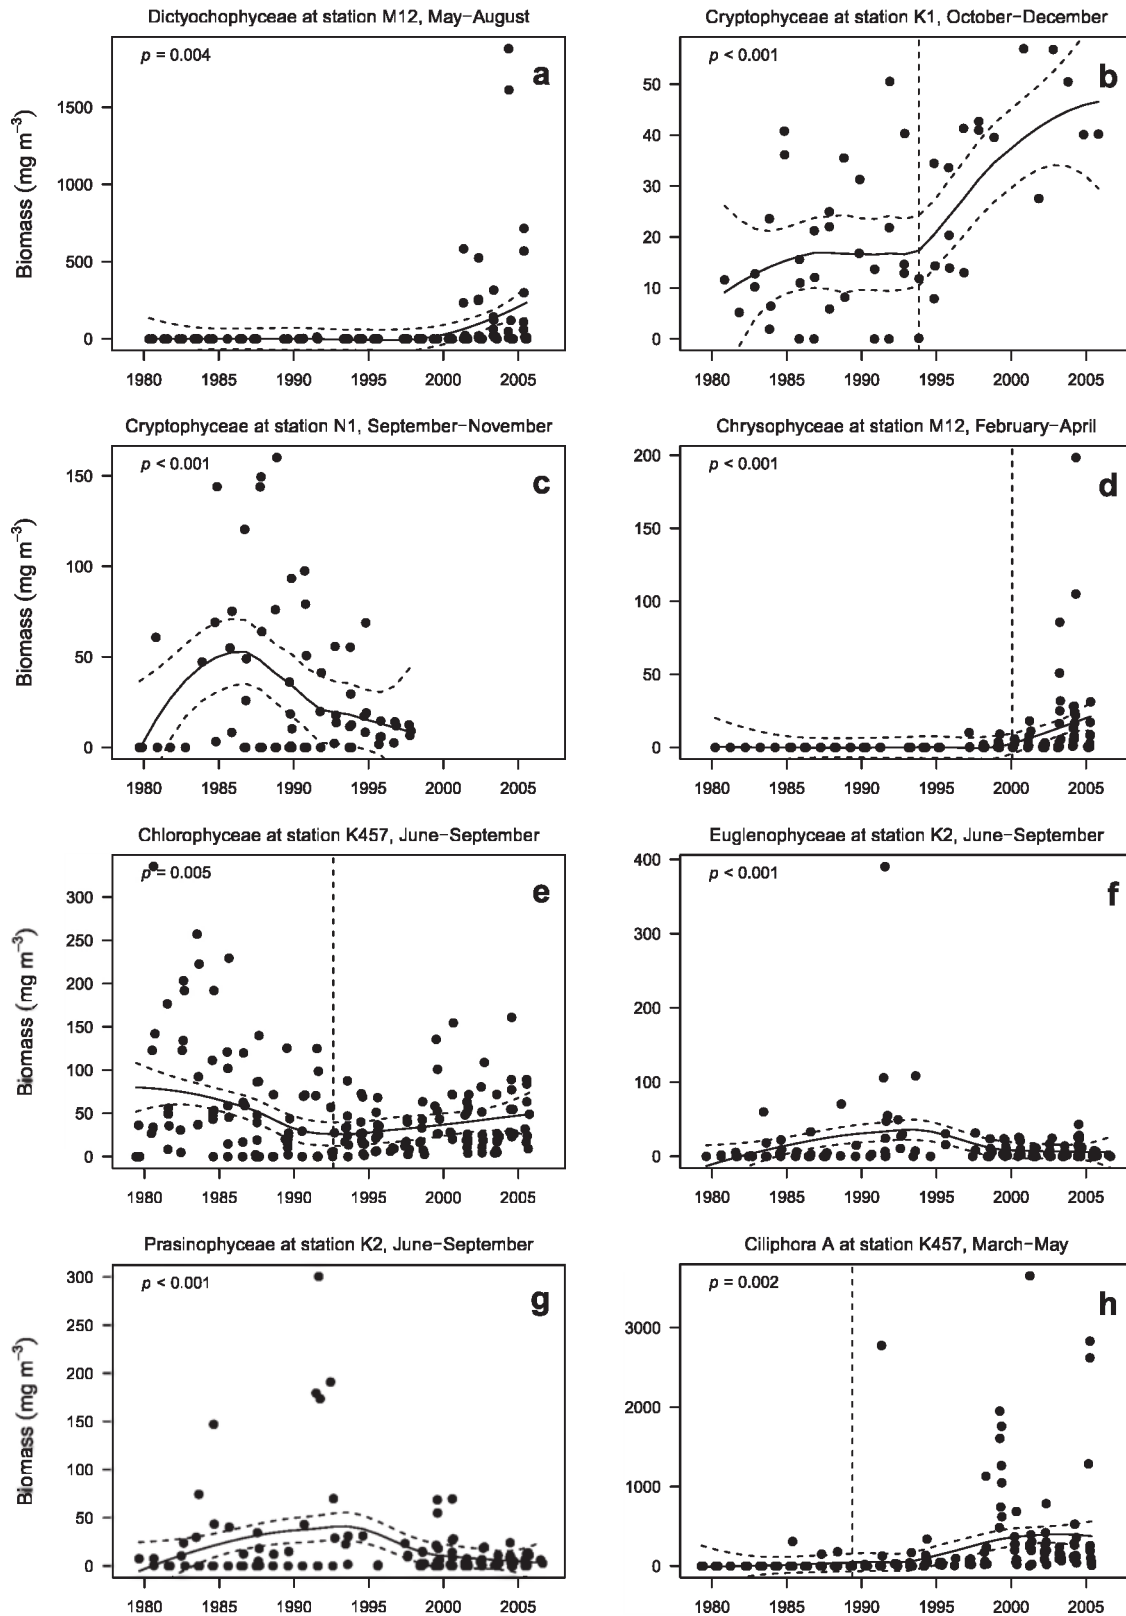 Dictyochophyceae at station M12, May−August
p = 0.004
a
Biomass (mg m−3)
1500
1000
500
0
1980 1985 1990 1995 2000 2005
Cryptophyceae at station K1, October−December
p < 0.001
b
50
40
30
20
10
0
1980 1985 1990 1995 2000 2005
Cryptophyceae at station N1, September−November
p < 0.001
c
Biomass (mg m−3)
150
100
50
0
1980 1985 1990 1995 2000 2005
Chrysophyceae at station M12, February−April
p < 0.001
d
200
150
100
50
0
1980 1985 1990 1995 2000 2005
Chlorophyceae at station K457, June−September
p = 0.005
e
Biomass (mg m−3)
300
250
200
150
100
50
0
1980 1985 1990 1995 2000 2005
Euglenophyceae at station K2, June−September
p < 0.001
f
400
300
200
100
0
1980 1985 1990 1995 2000 2005
Prasinophyceae at station K2, June−September
p < 0.001
g
Biomass (mg m−3)
300
250
200
150
100
50
0
1980 1985 1990 1995 2000 2005
Ciliphora A at station K457, March−May
p = 0.002
h
3000
2000
1000
0
1980 1985 1990 1995 2000 2005